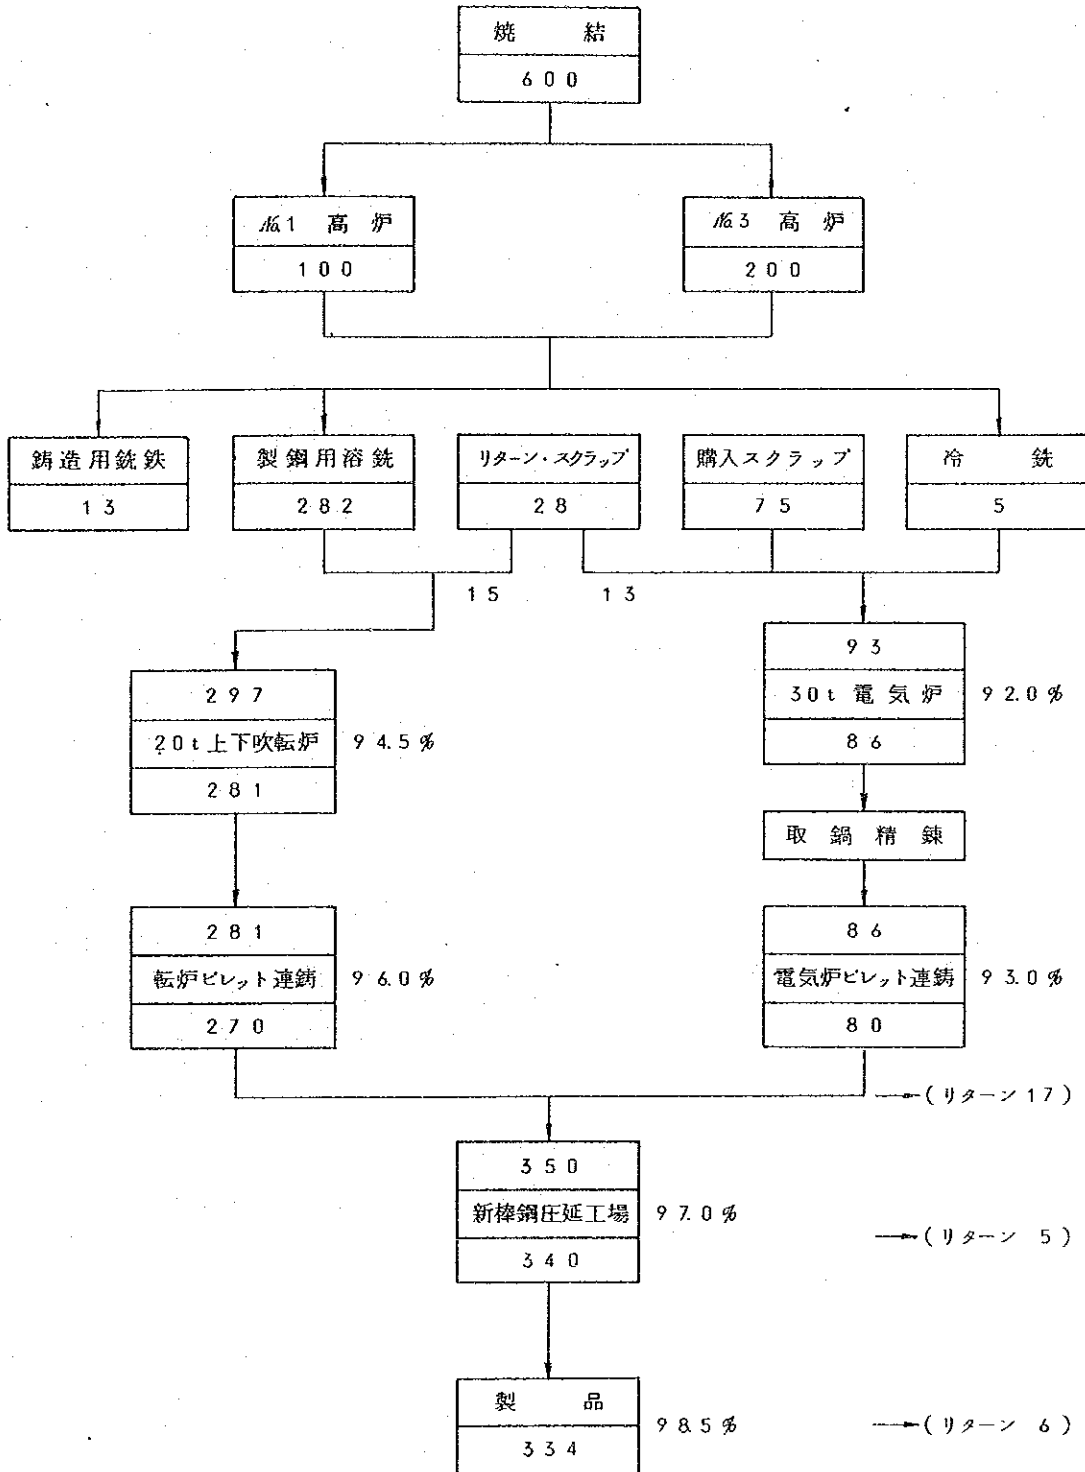 焼結
600
№1 高炉
№3 高炉
100
200
鋳造用銑鉄
製鋼用溶銑
リターン・スクラップ
購入スクラップ
冷銑
13
282
28
75
5
15
13
93
297
30t 電気炉
92.0%
20t上下吹転炉
94.5%
86
281
取鍋精錬
281
86
転炉ビレット連鋳
96.0%
電気炉ビレット連鋳
93.0%
270
80
(リターン 17)
350
新棒鋼圧延工場
97.0%
(リターン 5)
340
製品
98.5%
(リターン 6)
334